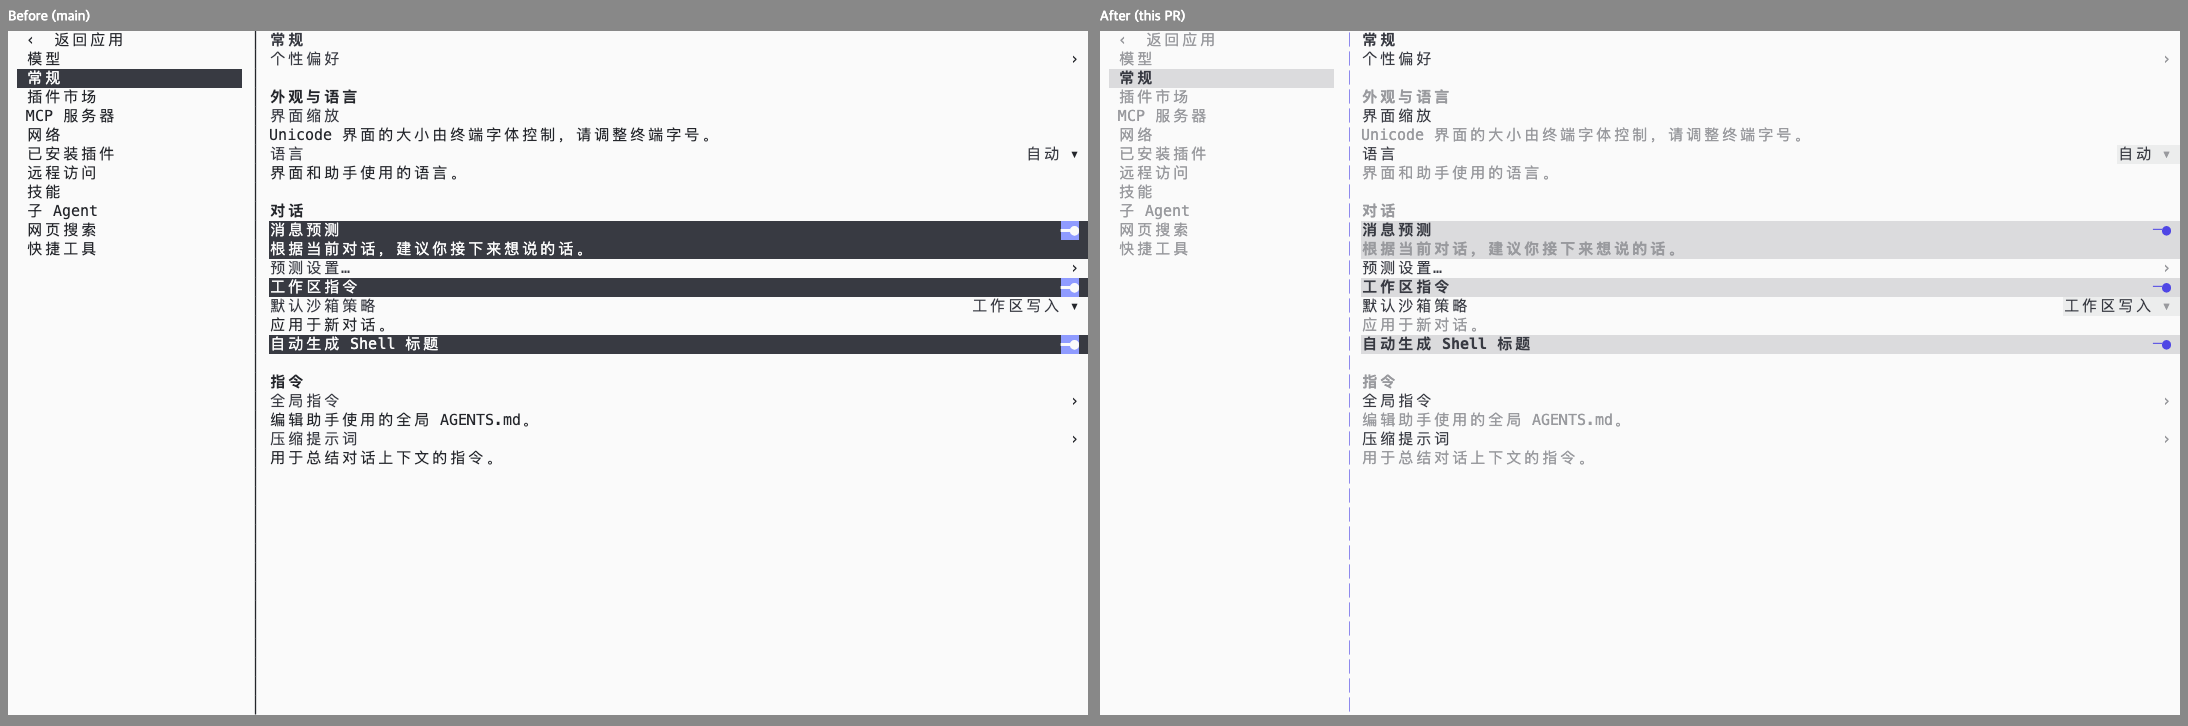 Before (main)
‹ 返回应用
模型
常规
插件市场
MCP 服务器
网络
已安装插件
远程访问
技能
子 Agent
网页搜索
快捷工具
常规
个性偏好 ›
外观与语言
界面缩放
Unicode 界面的大小由终端字体控制，请调整终端字号。
语言 自动 ▾
界面和助手使用的语言。
对话
消息预测
根据当前对话，建议你接下来想说的话。
预测设置… ›
工作区指令
默认沙箱策略 工作区写入 ▾
应用于新对话。
自动生成 Shell 标题
指令
全局指令 ›
编辑助手使用的全局 AGENTS.md。
压缩提示词 ›
用于总结对话上下文的指令。
After (this PR)
‹ 返回应用
模型
常规
插件市场
MCP 服务器
网络
已安装插件
远程访问
技能
子 Agent
网页搜索
快捷工具
常规
个性偏好 ›
外观与语言
界面缩放
Unicode 界面的大小由终端字体控制，请调整终端字号。
语言 自动 ▾
界面和助手使用的语言。
对话
消息预测
根据当前对话，建议你接下来想说的话。
预测设置… ›
工作区指令
默认沙箱策略 工作区写入 ▾
应用于新对话。
自动生成 Shell 标题
指令
全局指令 ›
编辑助手使用的全局 AGENTS.md。
压缩提示词 ›
用于总结对话上下文的指令。